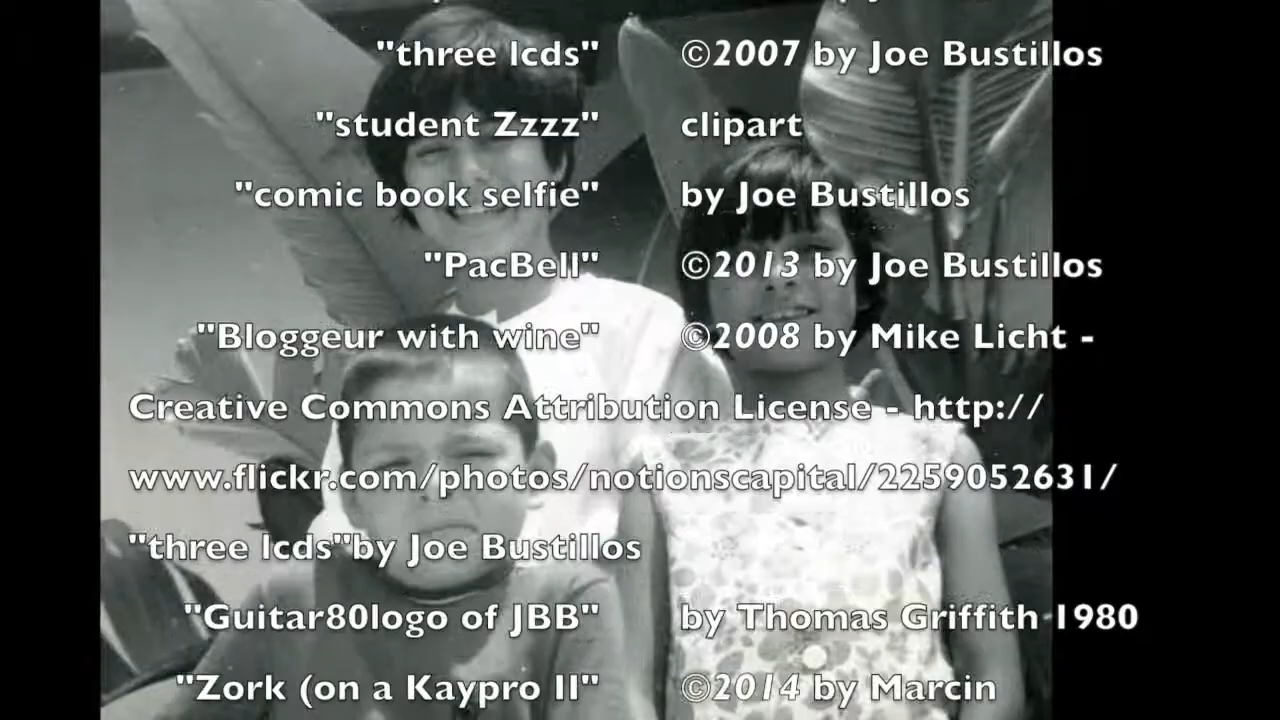 "three lcds" ©2007 by Joe Bustillos
"student Zzzz" clipart
"comic book selfie" by Joe Bustillos
"PacBell" ©2013 by Joe Bustillos
"Bloggeur with wine" ©2008 by Mike Licht -
Creative Commons Attribution License - http://
www.flickr.com/photos/notionscapital/2259052631/
"three lcds"by Joe Bustillos
"Guitar80logo of JBB" by Thomas Griffith 1980
"Zork (on a Kaypro II" ©2014 by Marcin